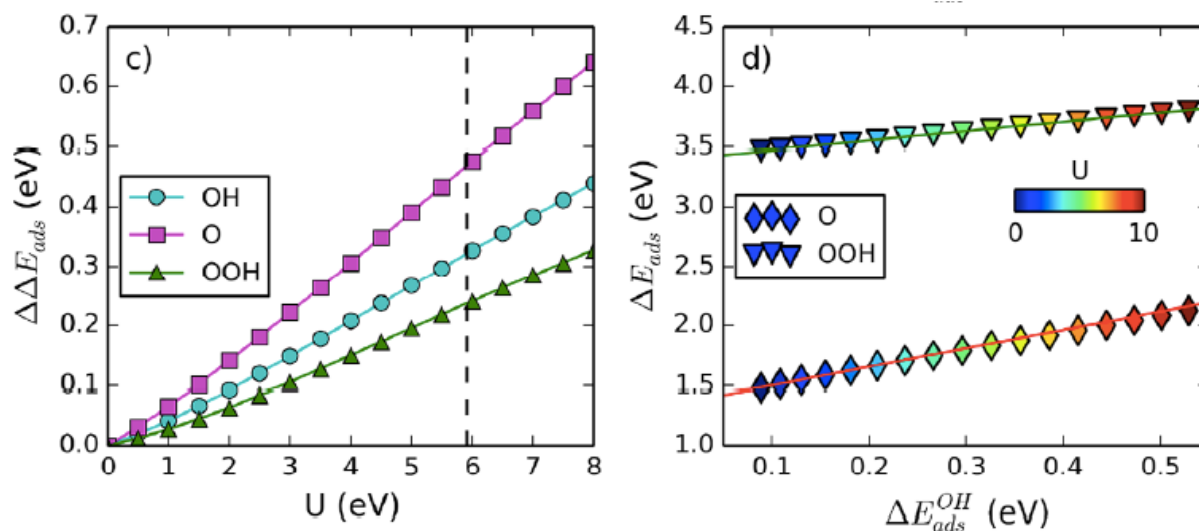 c)
0.7
0.6
0.5
0.4
0.3
0.2
0.1
0.0
ΔΔE_ads (eV)
OH
O
OOH
0 1 2 3 4 5 6 7 8
U (eV)
d)
4.5
4.0
3.5
3.0
2.5
2.0
1.5
1.0
ΔE_ads (eV)
O
OOH
U
0 10
0.1 0.2 0.3 0.4 0.5
ΔE_ads^OH (eV)